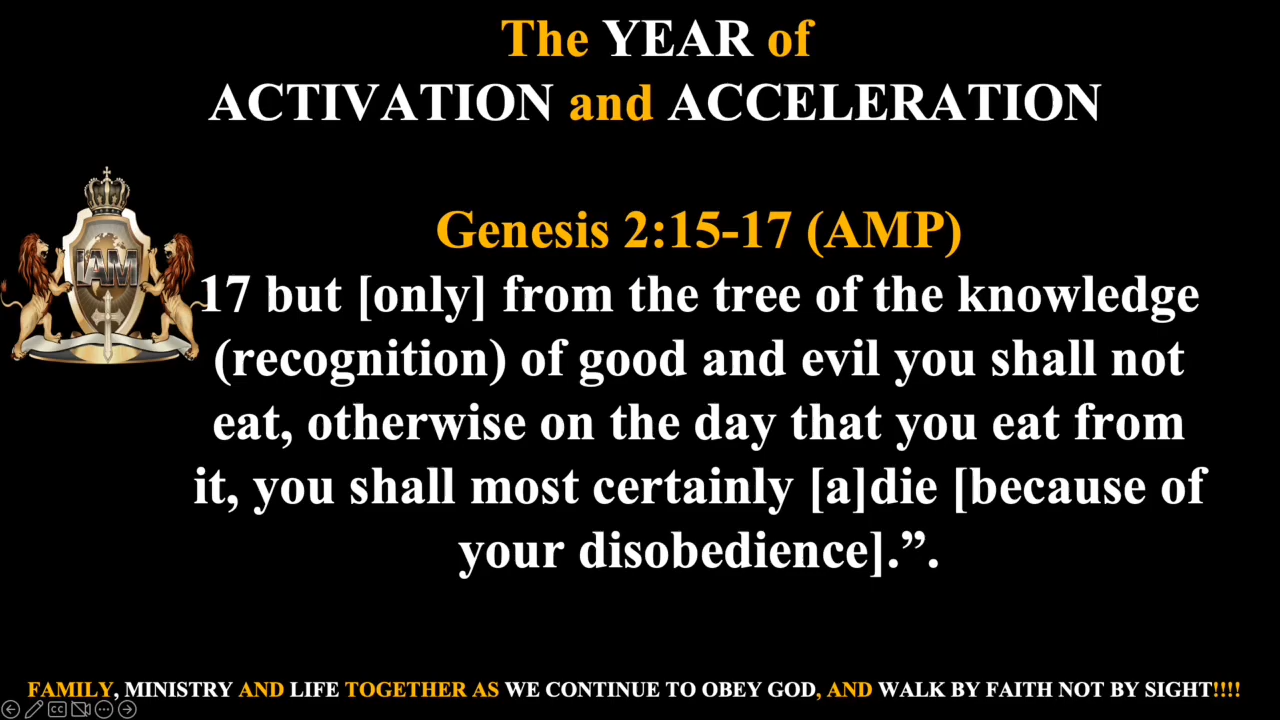 The YEAR of
ACTIVATION and ACCELERATION
Genesis 2:15-17 (AMP)
IAM
17 but [only] from the tree of the knowledge
(recognition) of good and evil you shall not
eat, otherwise on the day that you eat from
it, you shall most certainly [a]die [because of
your disobedience].”.
FAMILY, MINISTRY AND LIFE TOGETHER AS WE CONTINUE TO OBEY GOD, AND WALK BY FAITH NOT BY SIGHT!!!!
CC